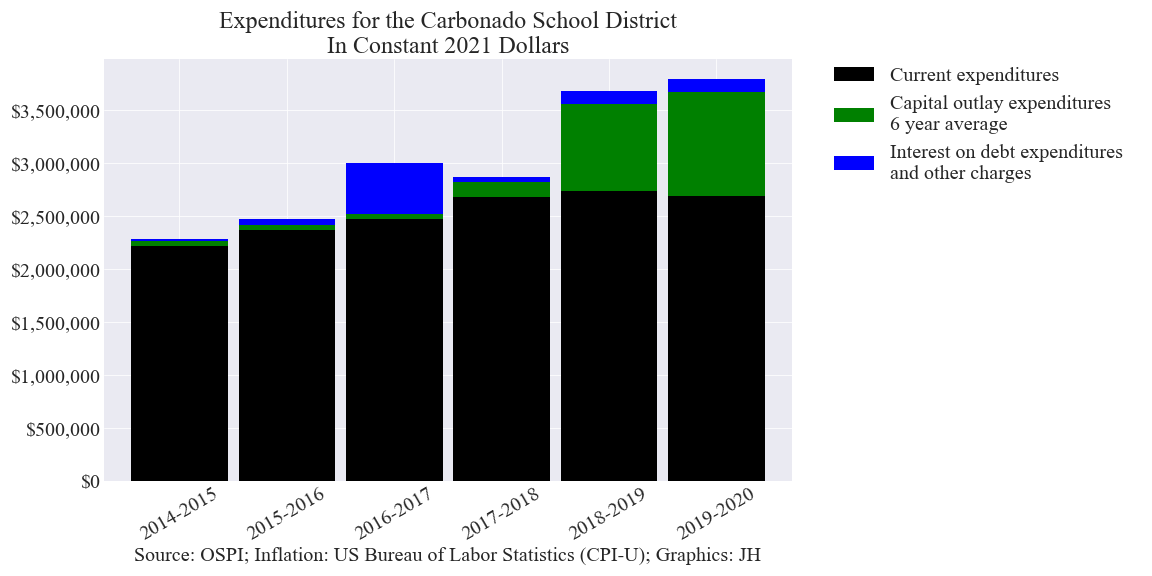 Expenditures for the Carbonado School District
In Constant 2021 Dollars
Current expenditures
Capital outlay expenditures
6 year average
Interest on debt expenditures
and other charges
$3,500,000
$3,000,000
$2,500,000
$2,000,000
$1,500,000
$1,000,000
$500,000
$0
2014-2015
2015-2016
2016-2017
2017-2018
2018-2019
2019-2020
Source: OSPI; Inflation: US Bureau of Labor Statistics (CPI-U); Graphics: JH